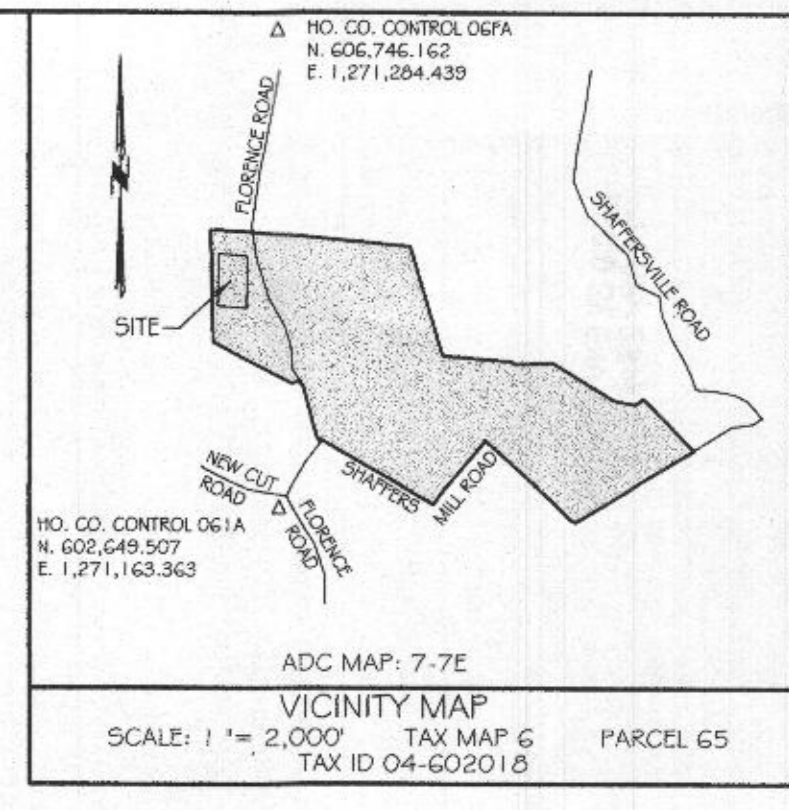 HO. CO. CONTROL 06FA
N. 606,746.162
E. 1,271,284.439
FLORENCE ROAD
SHAFFERSVILLE ROAD
SITE
NEW CUT
ROAD
SHAFFERS
MILL ROAD
FLORENCE
ROAD
HO. CO. CONTROL 061A
N. 602,649.507
E. 1,271,163.363
ADC MAP: 7-7E
VICINITY MAP
SCALE: 1 "= 2,000' TAX MAP 6 PARCEL 65
TAX ID 04-602018